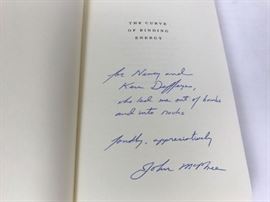 THE CURVE
OF BINDING
ENERGY
for Nancy and
Ken Deffeyes,
who led me out of books
and into rocks
fondly, appreciatively
John McPhee